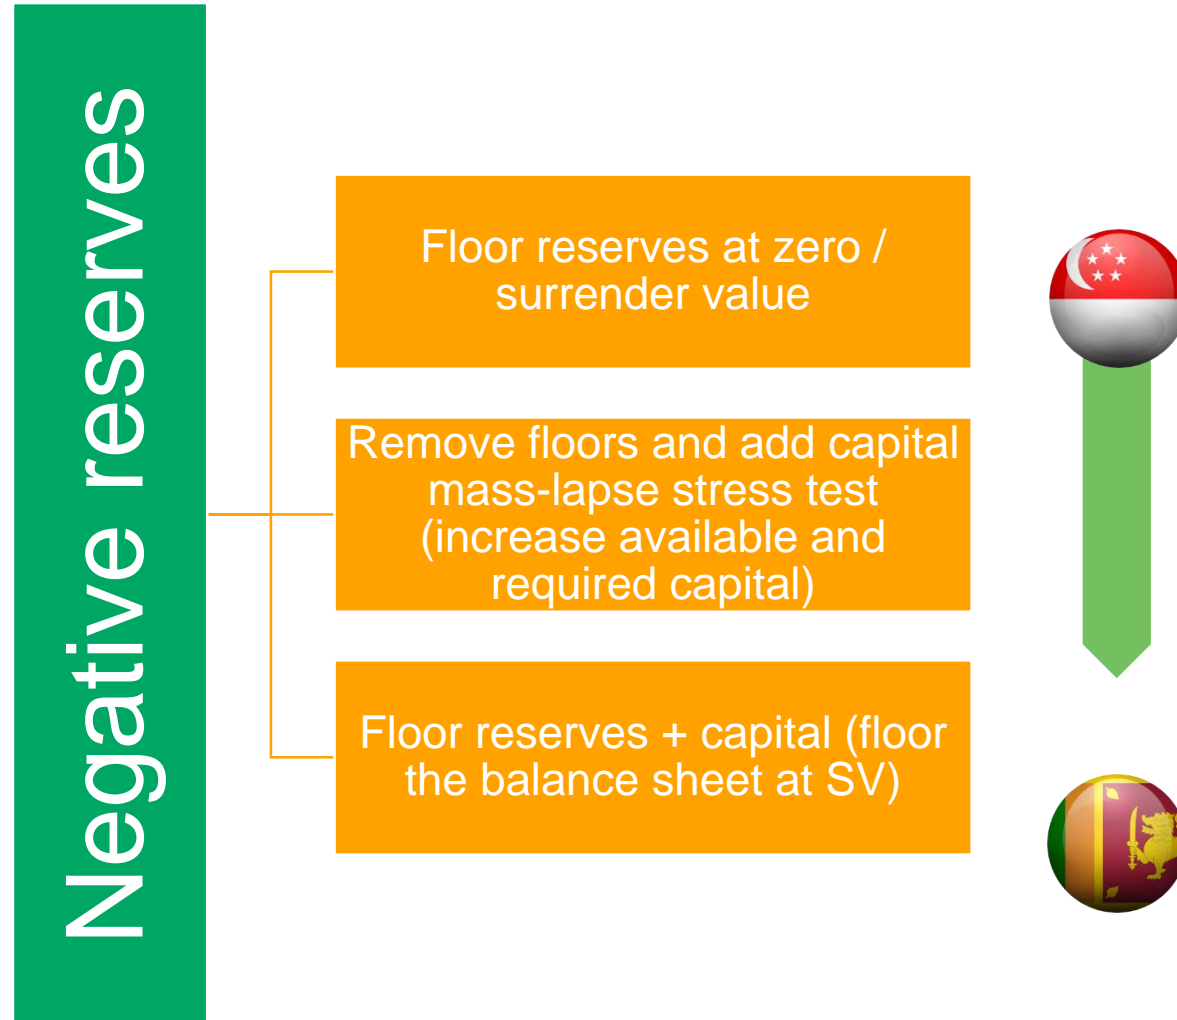 Negative reserves
Floor reserves at zero /
surrender value
Remove floors and add capital
mass-lapse stress test
(increase available and
required capital)
Floor reserves + capital (floor
the balance sheet at SV)